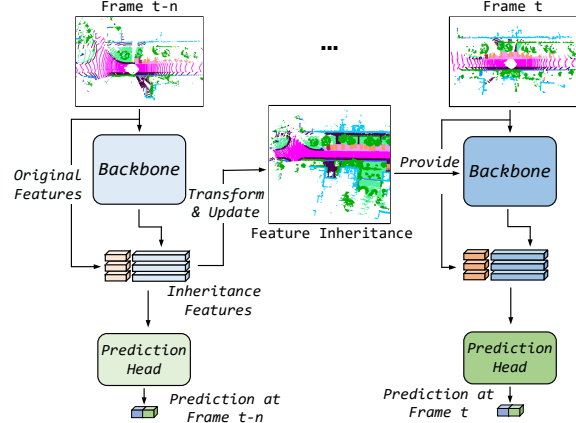 Frame t-n
...
Frame t
Original
Features
Backbone
Transform
& Update
Feature Inheritance
Provide
Backbone
Inheritance
Features
Prediction
Head
Prediction
Head
Prediction at
Frame t-n
Prediction at
Frame t